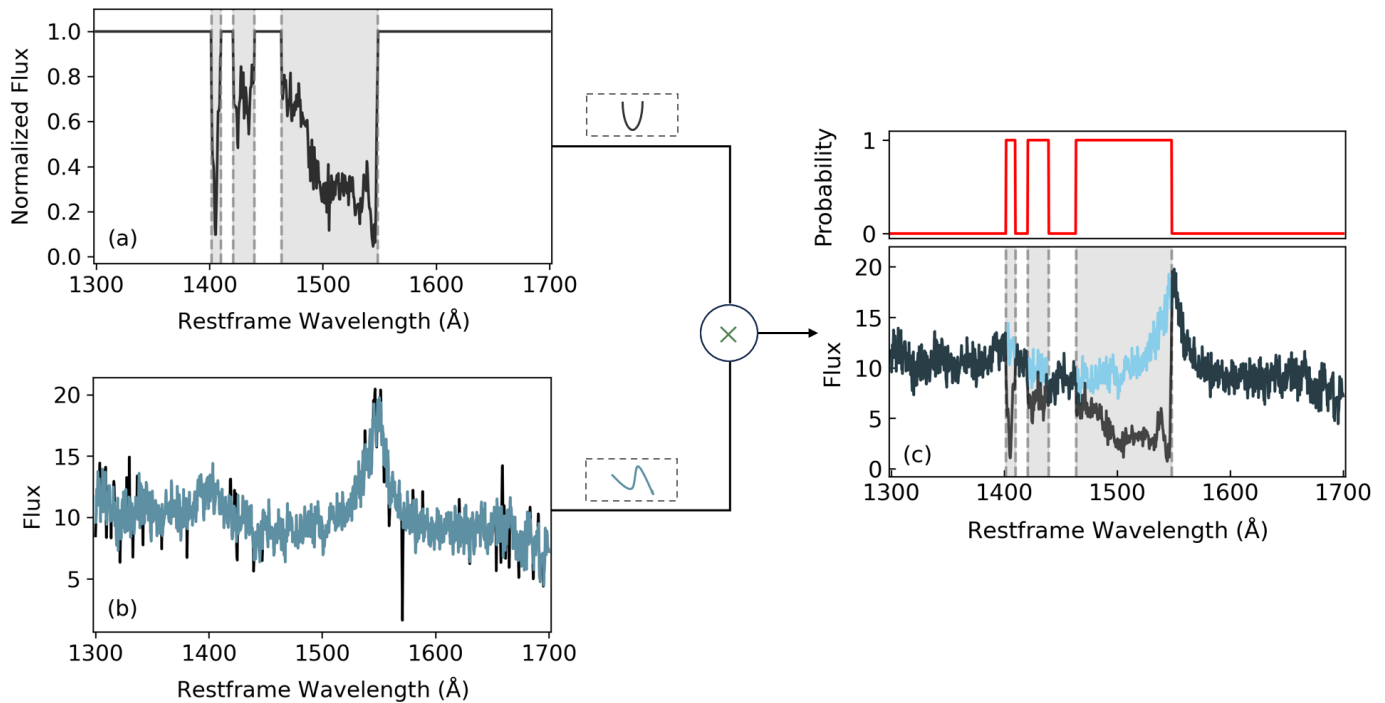 Normalized Flux
1.0
0.8
0.6
0.4
0.2
0.0
(a)
1300 1400 1500 1600 1700
Restframe Wavelength (Å)
Flux
20
15
10
5
(b)
1300 1400 1500 1600 1700
Restframe Wavelength (Å)
×
Probability
1
0
Flux
20
15
10
5
0
(c)
1300 1400 1500 1600 1700
Restframe Wavelength (Å)